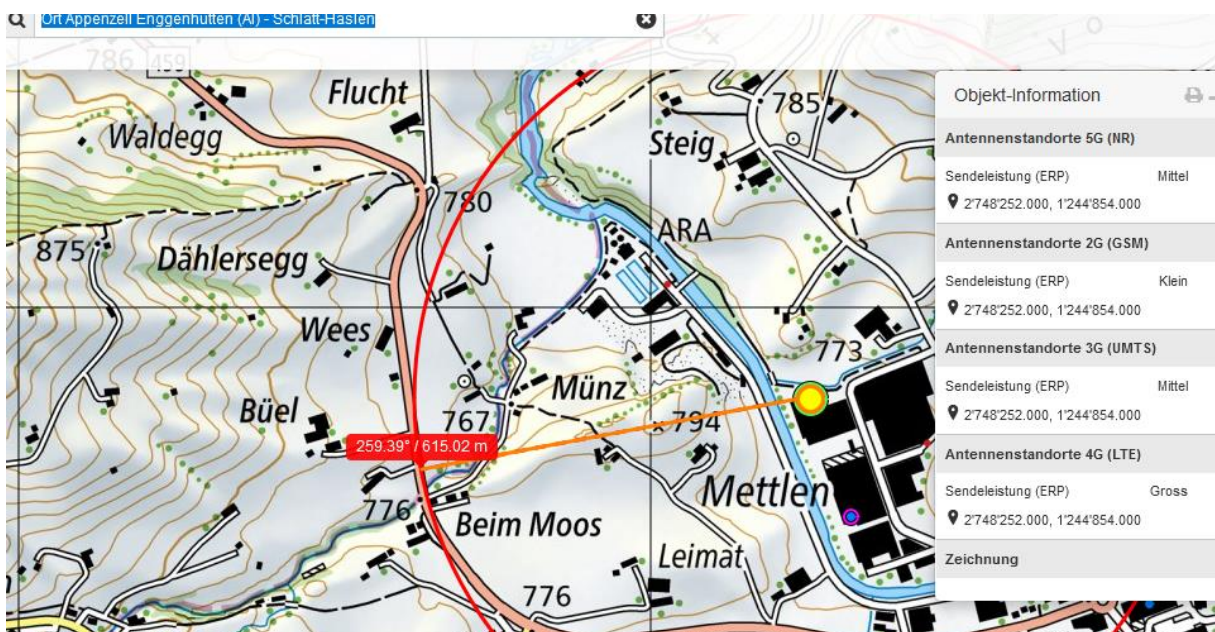 Ort Appenzell Enggenhütten (AI) - Schlatt-Haslen
786
459
Flucht
Waldegg
785
Steig
780
ARA
875
Dählersegg
Wees
773
Münz
Büel
767
794
259.39° / 615.02 m
Mettlen
776
Beim Moos
Leimat
776
Objekt-Information
Antennenstandorte 5G (NR)
Sendeleistung (ERP) Mittel
2'748'252.000, 1'244'854.000
Antennenstandorte 2G (GSM)
Sendeleistung (ERP) Klein
2'748'252.000, 1'244'854.000
Antennenstandorte 3G (UMTS)
Sendeleistung (ERP) Mittel
2'748'252.000, 1'244'854.000
Antennenstandorte 4G (LTE)
Sendeleistung (ERP) Gross
2'748'252.000, 1'244'854.000
Zeichnung